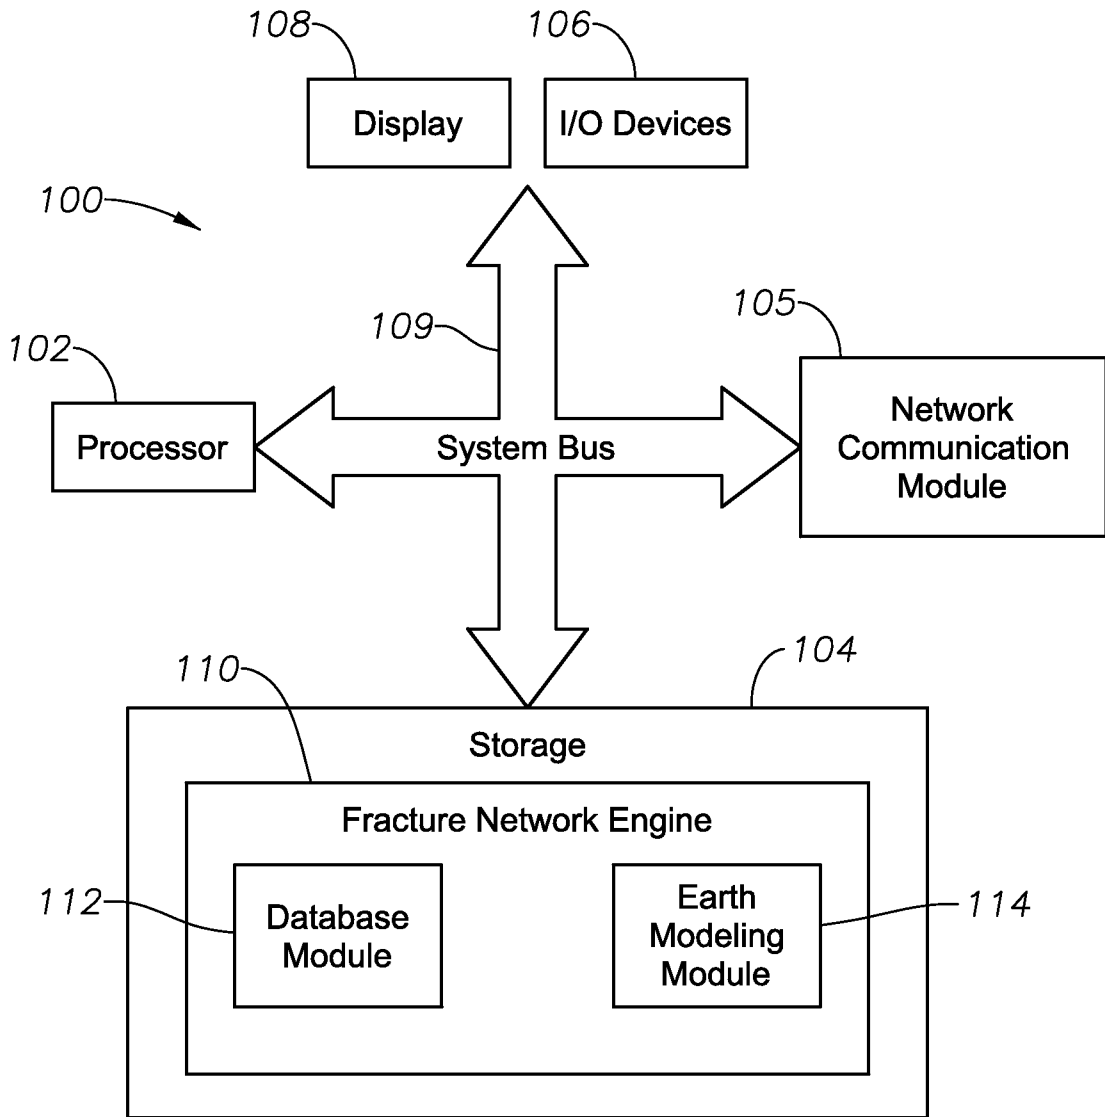 108
106
Display
I/O Devices
100
109
105
102
Network
Communication
Module
Processor
System Bus
110
104
Storage
Fracture Network Engine
112
Database
Module
Earth
Modeling
Module
114